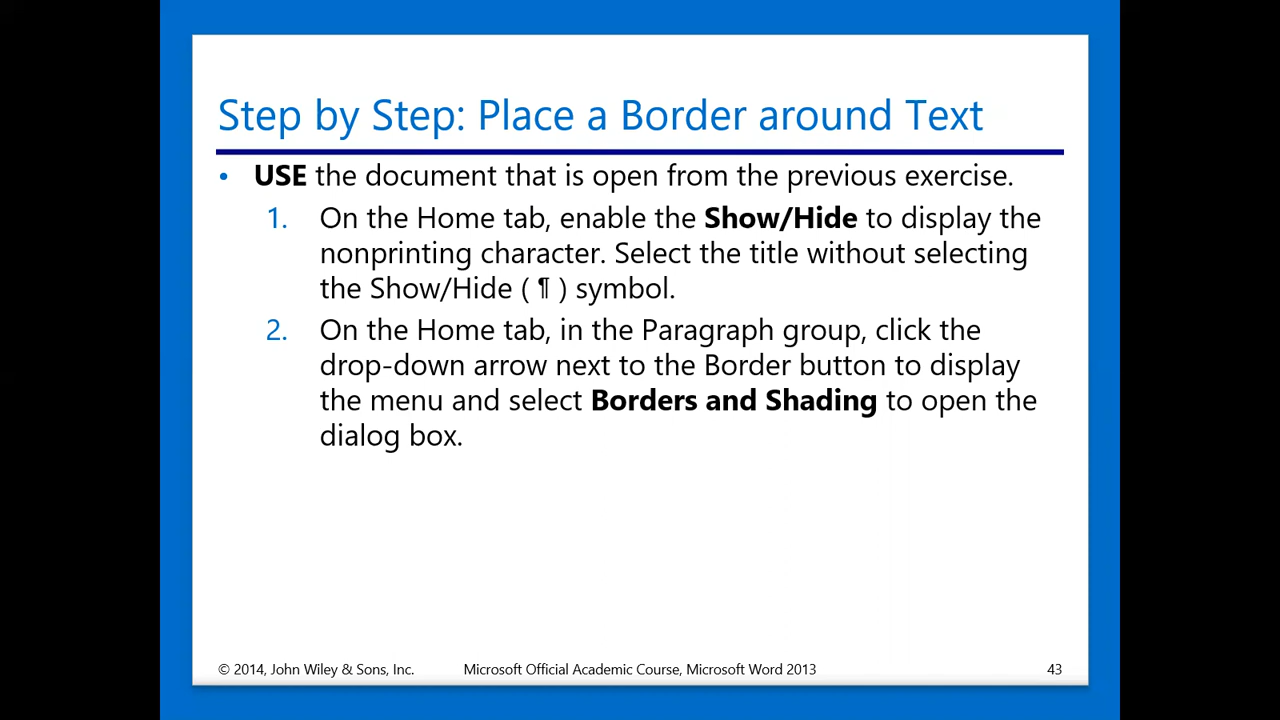 Step by Step: Place a Border around Text
• USE the document that is open from the previous exercise.
1. On the Home tab, enable the Show/Hide to display the
nonprinting character. Select the title without selecting
the Show/Hide ( ¶ ) symbol.
2. On the Home tab, in the Paragraph group, click the
drop-down arrow next to the Border button to display
the menu and select Borders and Shading to open the
dialog box.
© 2014, John Wiley & Sons, Inc. Microsoft Official Academic Course, Microsoft Word 2013 43